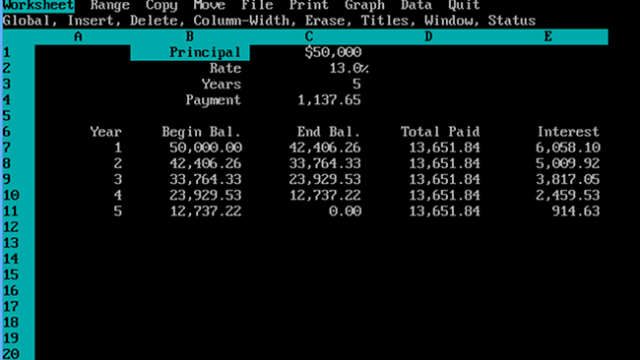 Worksheet Range Copy Move File Print Graph Data Quit
Global, Insert, Delete, Column-Width, Erase, Titles, Window, Status
A B C D E
1 Principal $50,000
2 Rate 13.0%
3 Years 5
4 Payment 1,137.65
5
6 Year Begin Bal. End Bal. Total Paid Interest
7 1 50,000.00 42,406.26 13,651.84 6,058.10
8 2 42,406.26 33,764.33 13,651.84 5,009.92
9 3 33,764.33 23,929.53 13,651.84 3,817.05
10 4 23,929.53 12,737.22 13,651.84 2,459.53
11 5 12,737.22 0.00 13,651.84 914.63
12
13
14
15
16
17
18
19
20